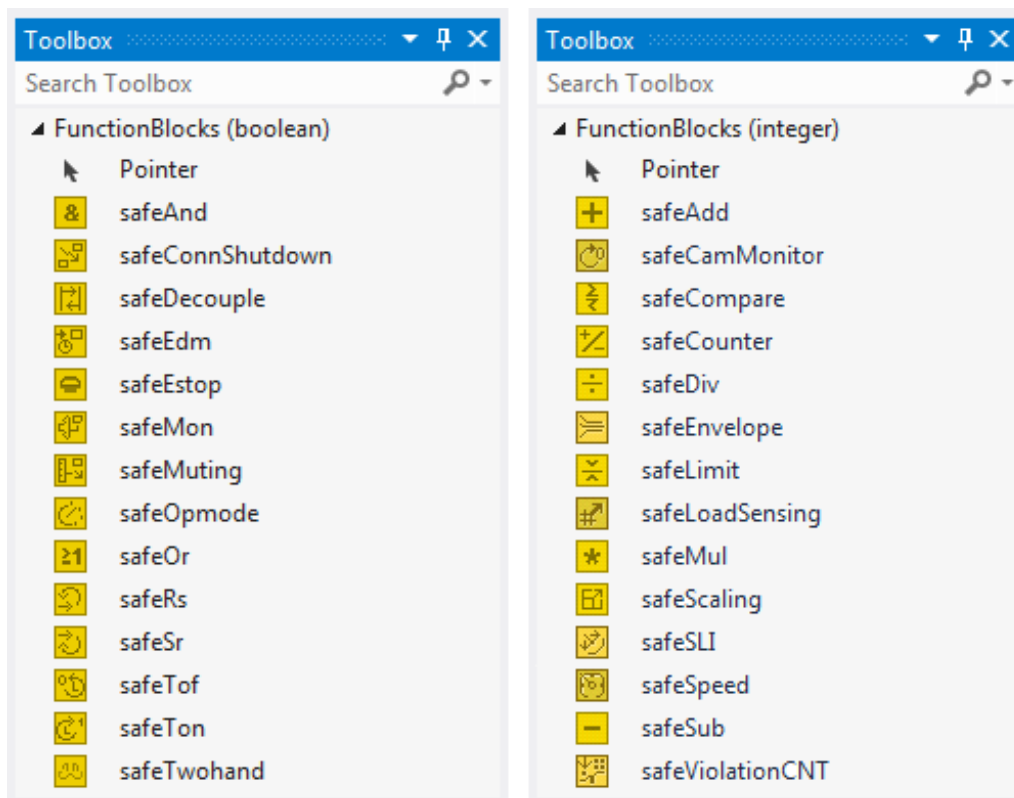 Toolbox
Search Toolbox
FunctionBlocks (boolean)
Pointer
& safeAnd
safeConnShutdown
safeDecouple
safeEdm
safeEstop
safeMon
safeMuting
safeOpmode
≥1 safeOr
safeRs
safeSr
safeTof
safeTon
safeTwohand
Toolbox
Search Toolbox
FunctionBlocks (integer)
Pointer
+ safeAdd
safeCamMonitor
safeCompare
+/- safeCounter
÷ safeDiv
safeEnvelope
safeLimit
safeLoadSensing
* safeMul
safeScaling
safeSLI
safeSpeed
- safeSub
safeViolationCNT